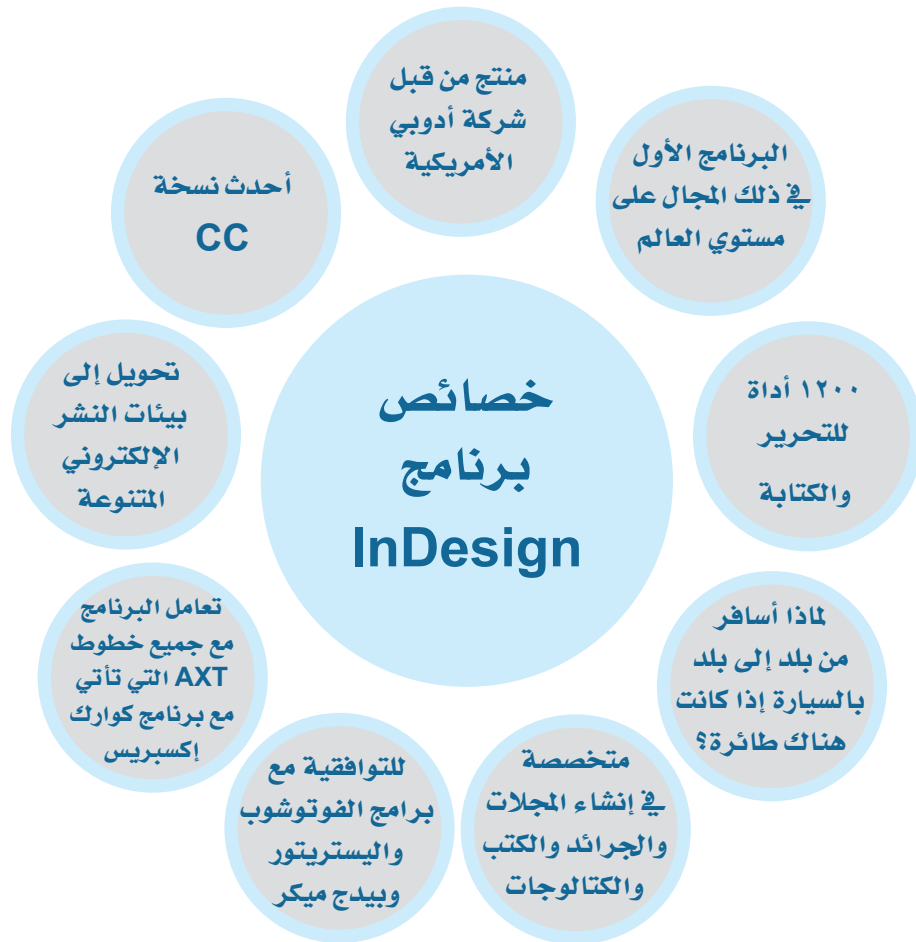 خصائص
برنامج
InDesign
منتج من قبل
شركة أدوبي
الأمريكية
البرنامج الأول
في ذلك المجال على
مستوي العالم
١٢٠٠ أداة
للتحرير
والكتابة
لماذا أسافر
من بلد إلى بلد
بالسيارة إذا كانت
هناك طائرة؟
متخصصة
في إنشاء المجلات
والجرائد والكتب
والكتالوجات
للتوافقية مع
برامج الفوتوشوب
واليستريتور
وبيدج ميكر
تعامل البرنامج
مع جميع خطوط
AXT التي تأتي
مع برنامج كوارك
إكسبريس
تحويل إلى
بيئات النشر
الإلكتروني
المتنوعة
أحدث نسخة
CC